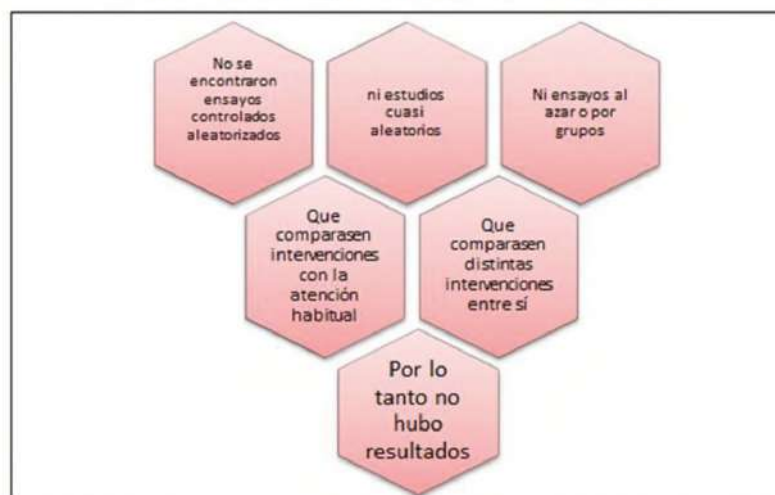 No se
encontraron
ensayos
controlados
aleatorizados
ni estudios
cuasi
aleatorios
Ni ensayos al
azar o por
grupos
Que
comparasen
intervenciones
con la
atención
habitual
Que
comparasen
distintas
intervenciones
entre sí
Por lo
tanto no
hubo
resultados